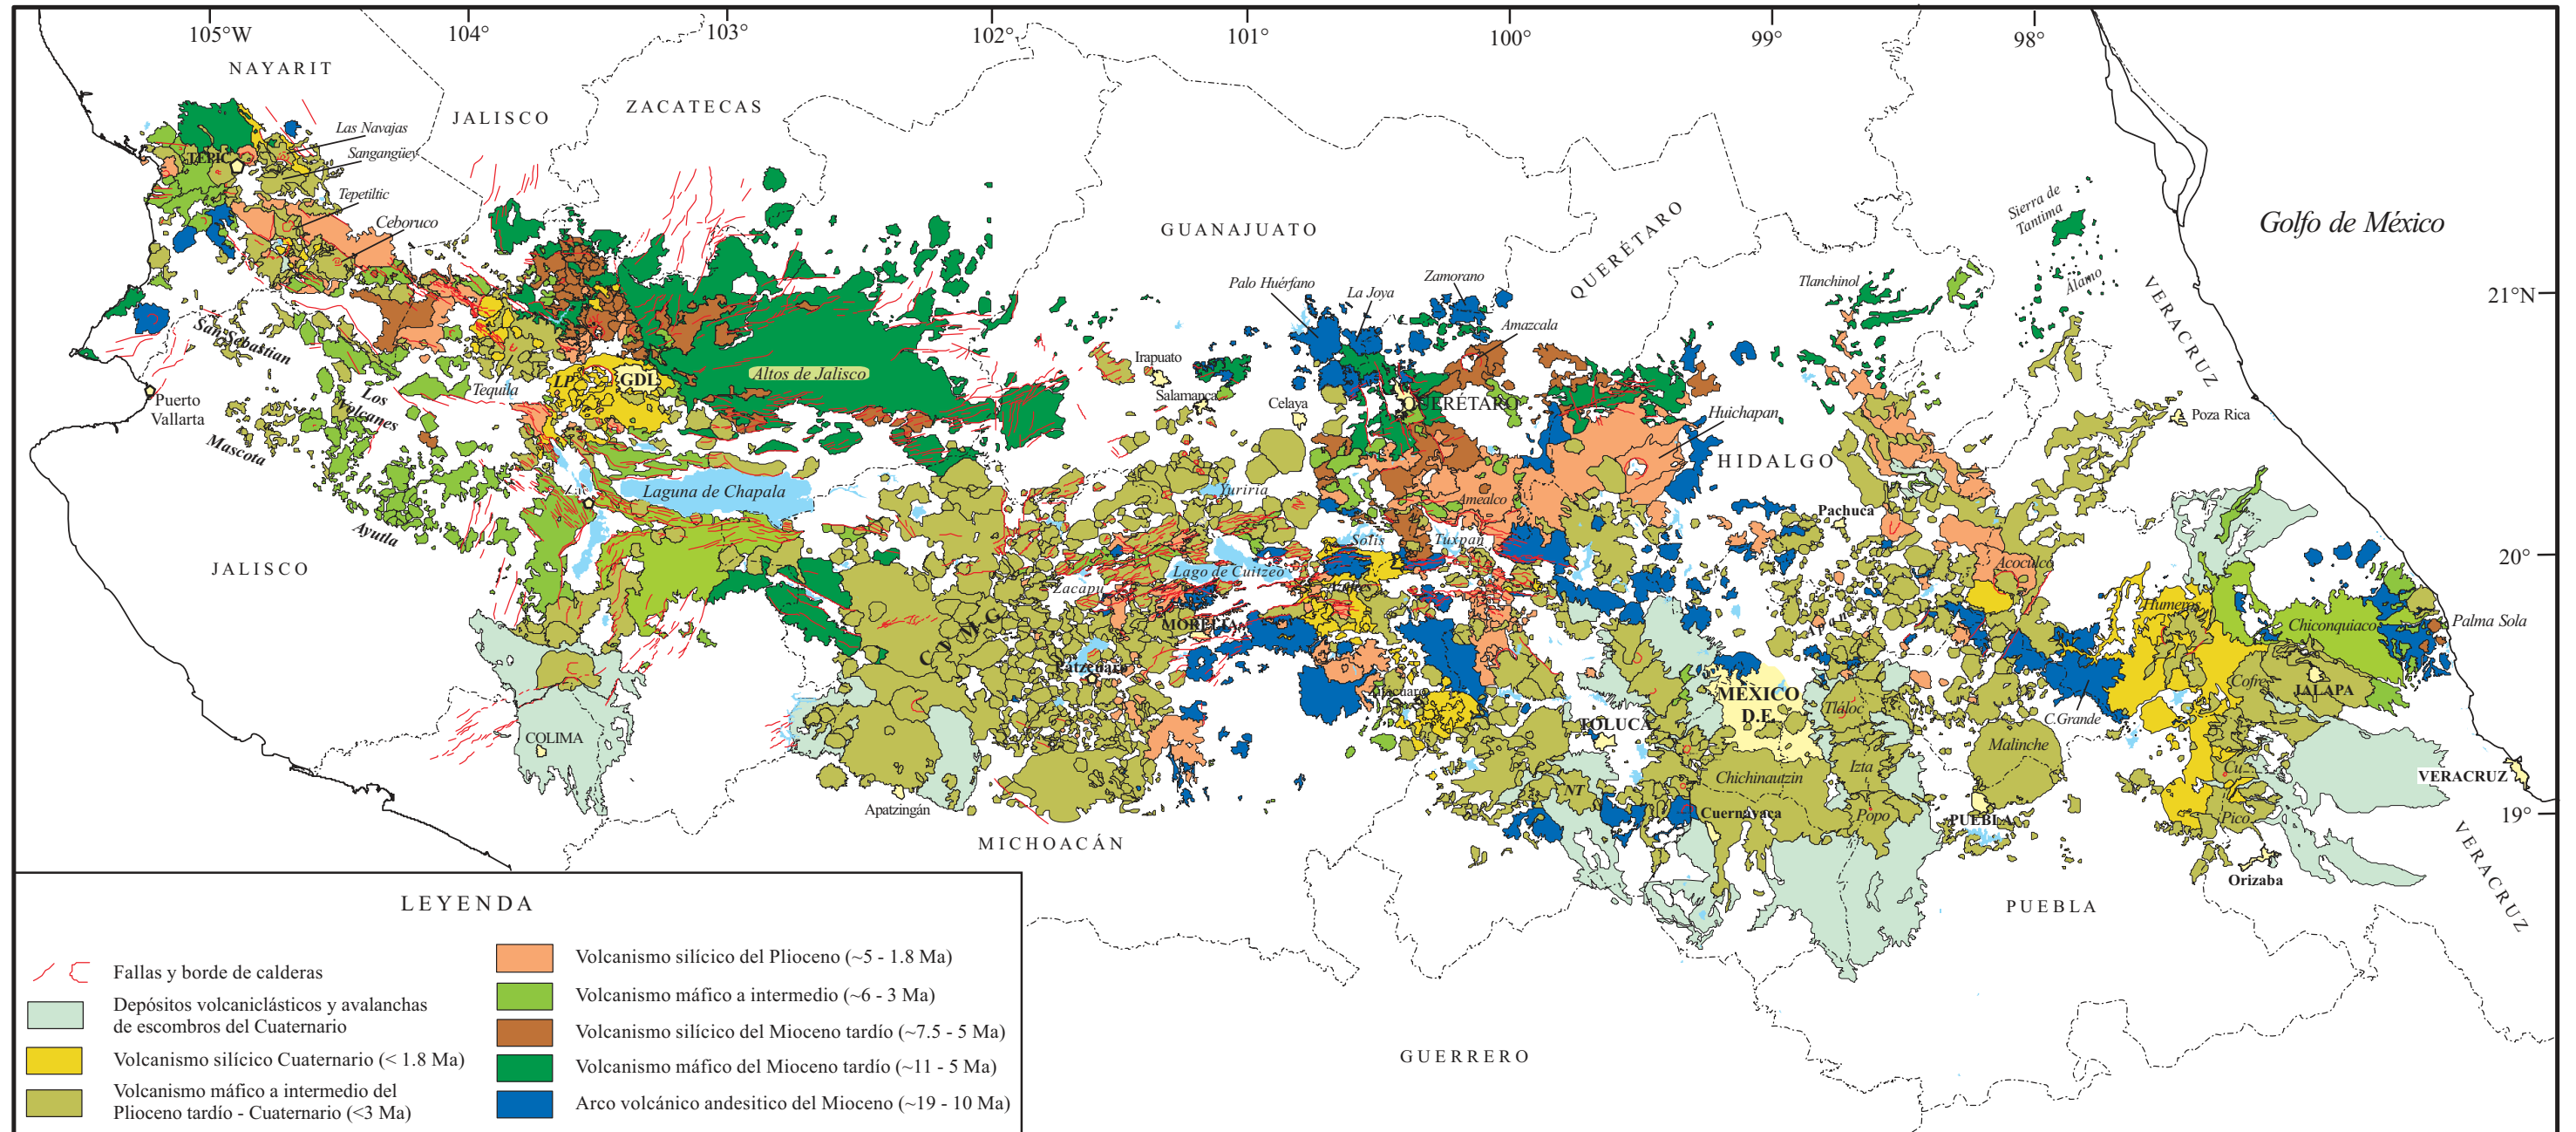 105°W
104°
103°
102°
101°
100°
99°
98°
NAYARIT
JALISCO
ZACATECAS
Las Navajas
Sangangüey
TEPIC
Tepetiltic
Ceboruco
GUANAJUATO
QUERÉTARO
Sierra de
Tantima
Golfo de México
Palo Huérfano
La Joya
Zamorano
Tlanchinol
Álamo
VERACRUZ
21°N
San Sebastian
Amazcala
Irapuato
Altos de Jalisco
LP
GDL
Tequila
Puerto
Vallarta
Los
Volcanes
Salamanca
Celaya
QUERÉTARO
Huichapan
Poza Rica
Mascota
HIDALGO
Laguna de Chapala
Yuriria
Amealco
Pachuca
Ayutla
Solis
Tuxpan
20°
JALISCO
Lago de Cuitzeo
Acoculco
Zacapu
Humeros
MORELIA
Apan
Chiconquiaco
Palma Sola
CVMG
Pátzcuaro
MÉXICO
D.E.
Cofre
JALAPA
COLIMA
TOLUCA
Tláloc
C.Grande
Malinche
Izta
Chichinautzin
Cu
VERACRUZ
NT
Apatzingán
Cuernavaca
Popo
PUEBLA
Pico
19°
MICHOACÁN
VERACRUZ
Orizaba
PUEBLA
GUERRERO
LEYENDA
Fallas y borde de calderas
Depósitos volcaniclásticos y avalanchas
de escombros del Cuaternario
Volcanismo silícico Cuaternario (< 1.8 Ma)
Volcanismo máfico a intermedio del
Plioceno tardío - Cuaternario (<3 Ma)
Volcanismo silícico del Plioceno (~5 - 1.8 Ma)
Volcanismo máfico a intermedio (~6 - 3 Ma)
Volcanismo silícico del Mioceno tardío (~7.5 - 5 Ma)
Volcanismo máfico del Mioceno tardío (~11 - 5 Ma)
Arco volcánico andesitico del Mioceno (~19 - 10 Ma)